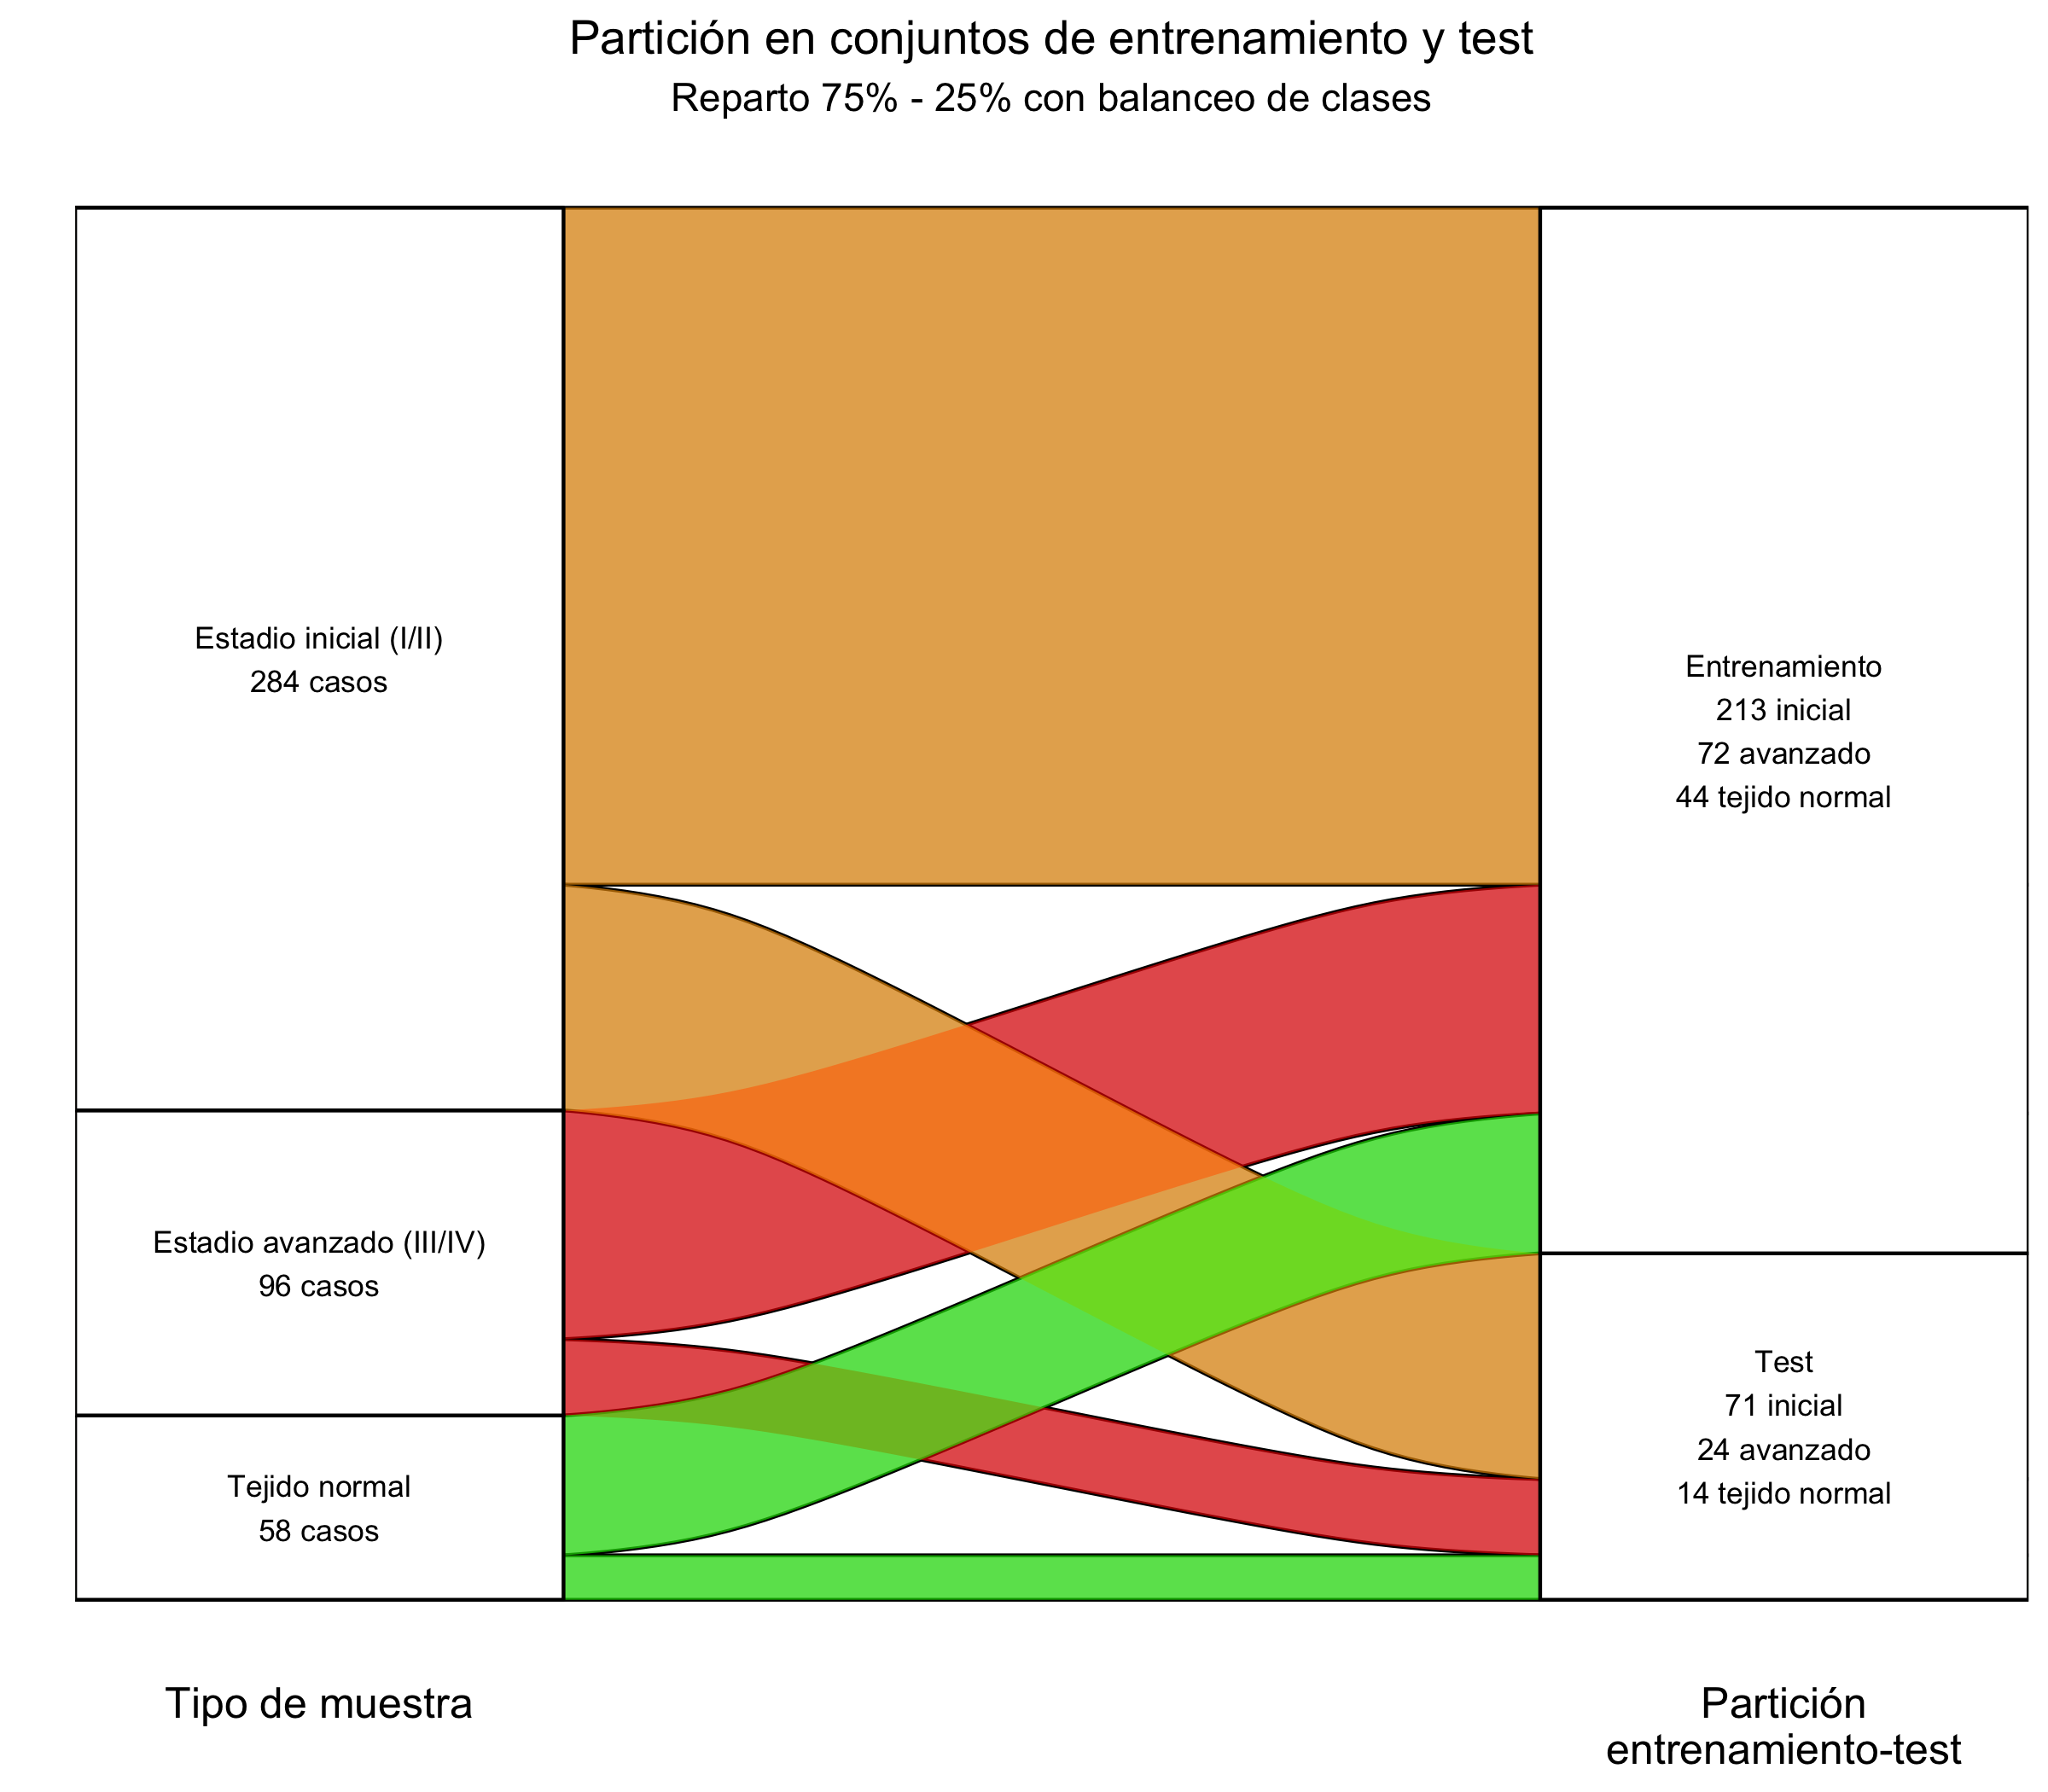 Partición en conjuntos de entrenamiento y test
Reparto 75% - 25% con balanceo de clases
Estadio inicial (I/II)
284 casos
Estadio avanzado (III/IV)
96 casos
Tejido normal
58 casos
Entrenamiento
213 inicial
72 avanzado
44 tejido normal
Test
71 inicial
24 avanzado
14 tejido normal
Tipo de muestra
Partición
entrenamiento-test